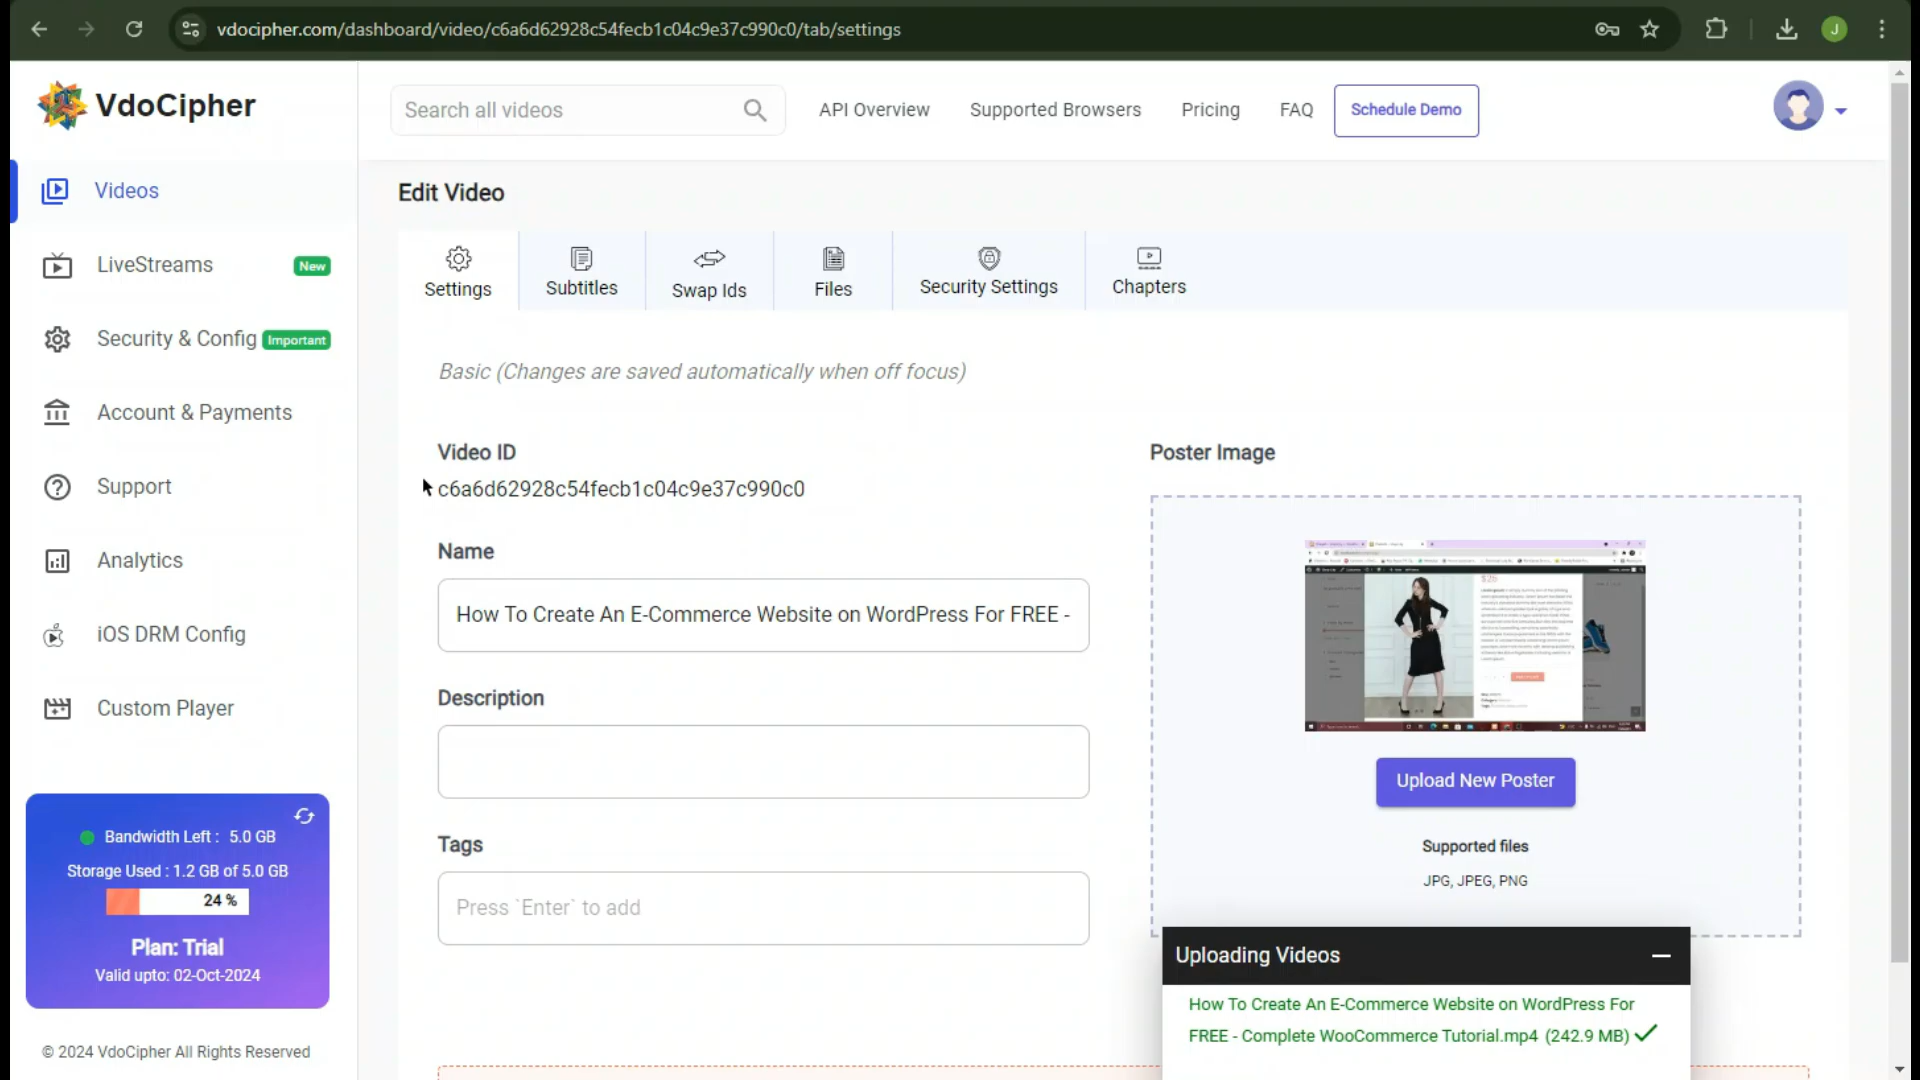 vdocipher.com/dashboard/video/c6a6d62928c54fecb1c04c9e37c990c0/tab/settings
J
VdoCipher
Search all videos
API Overview
Supported Browsers
Pricing
FAQ
Schedule Demo
Videos
LiveStreams
New
Security & Config
Important
Account & Payments
Support
Analytics
iOS DRM Config
Custom Player
Bandwidth Left : 5.0 GB
Storage Used : 1.2 GB of 5.0 GB
24 %
Plan: Trial
Valid upto: 02-Oct-2024
© 2024 VdoCipher All Rights Reserved
Edit Video
Settings
Subtitles
Swap Ids
Files
Security Settings
Chapters
Basic (Changes are saved automatically when off focus)
Video ID
c6a6d62928c54fecb1c04c9e37c990c0
Name
How To Create An E-Commerce Website on WordPress For FREE -
Description
Tags
Press `Enter` to add
Poster Image
$26
Upload New Poster
Supported files
JPG, JPEG, PNG
Uploading Videos
How To Create An E-Commerce Website on WordPress For
FREE - Complete WooCommerce Tutorial.mp4 (242.9 MB)